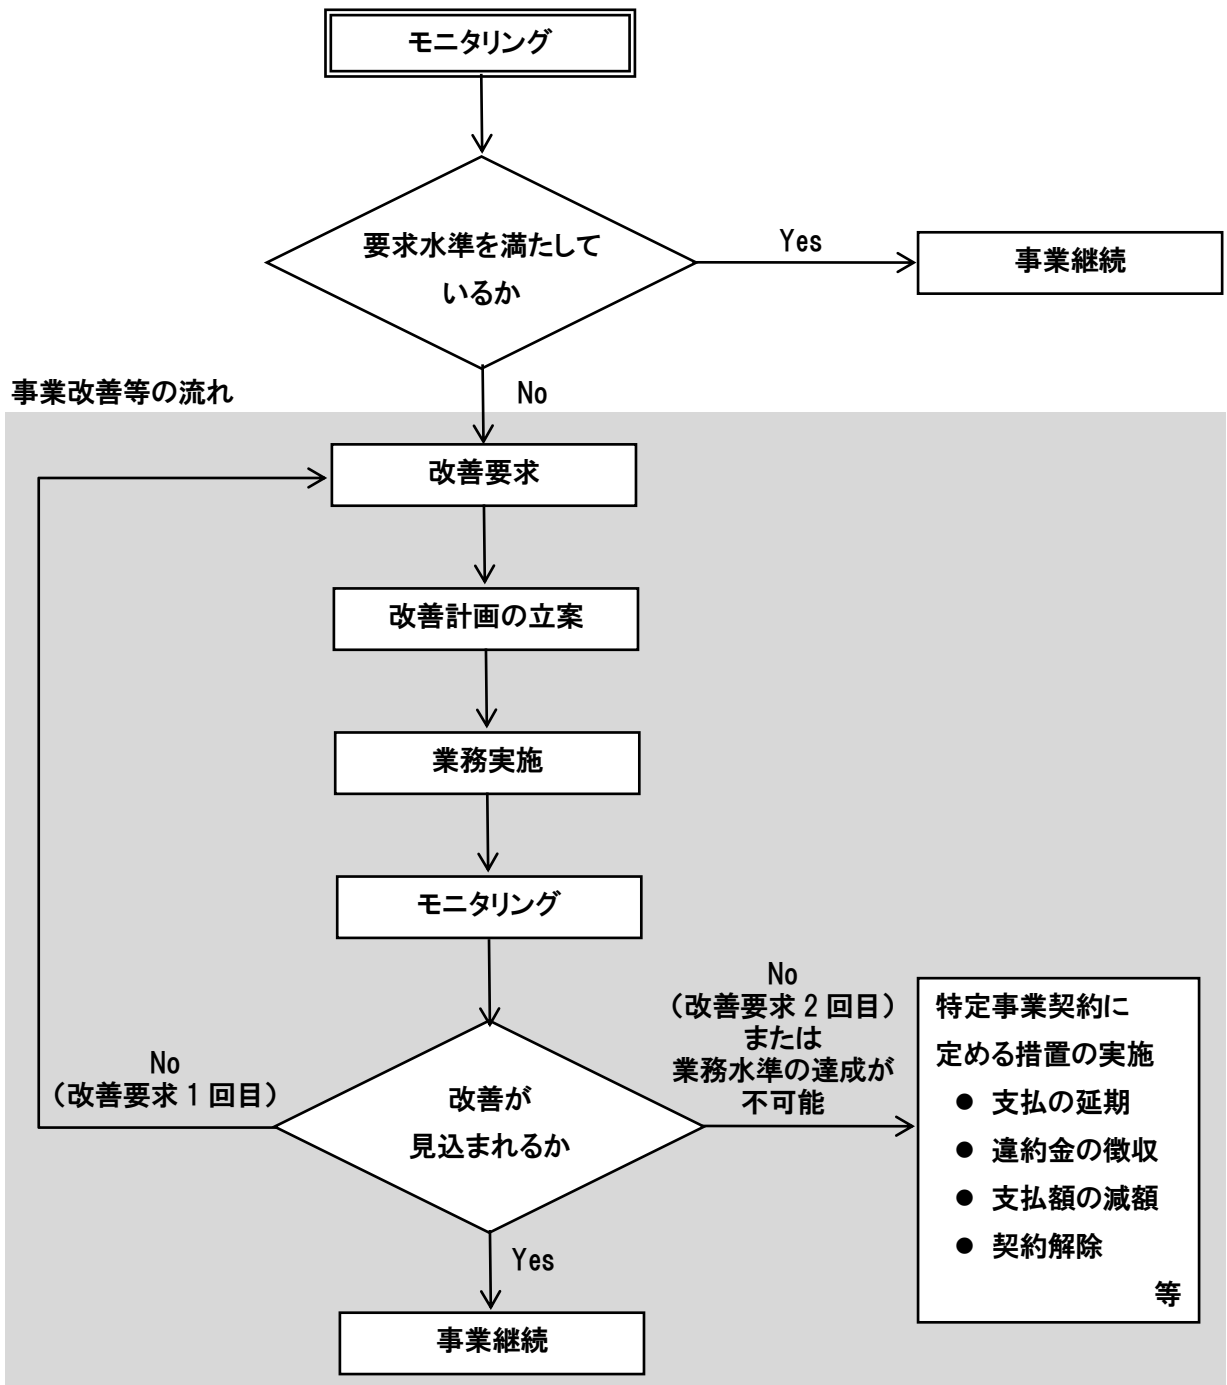 モニタリング
要求水準を満たして
いるか
Yes
事業継続
No
事業改善等の流れ
改善要求
改善計画の立案
業務実施
モニタリング
改善が
見込まれるか
No
（改善要求 1 回目）
No
（改善要求 2 回目）
または
業務水準の達成が
不可能
特定事業契約に
定める措置の実施
● 支払の延期
● 違約金の徴収
● 支払額の減額
● 契約解除
等
Yes
事業継続